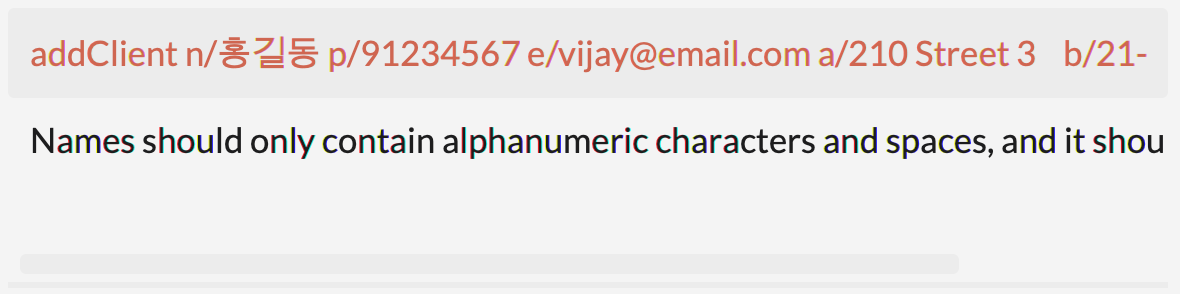 addClient n/홍길동 p/91234567 e/vijay@email.com a/210 Street 3 b/21-
Names should only contain alphanumeric characters and spaces, and it shou